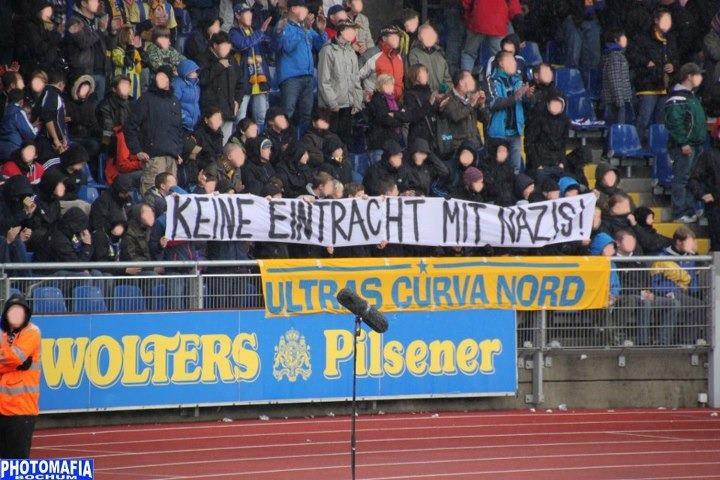 KEINE EINTRACHT MIT NAZIS!
ULTRAS CURVA NORD
WOLTERS Pilsener
PHOTOMAFIA
BOCHUM